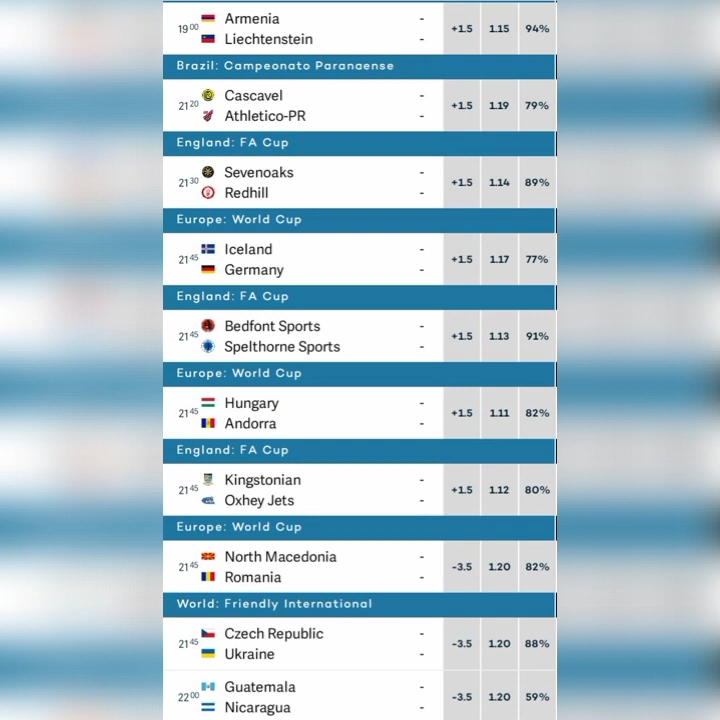 19:00 Armenia - +1.5 1.15 94%
Liechtenstein -
Brazil: Campeonato Paranaense
21 20 Cascavel - +1.5 1.19 79%
Athletico-PR -
England: FA Cup
21 30 Sevenoaks - +1.5 1.14 89%
Redhill -
Europe: World Cup
21 45 Iceland - +1.5 1.17 77%
Germany -
England: FA Cup
21 45 Bedfont Sports - +1.5 1.13 91%
Spelthorne Sports -
Europe: World Cup
21 45 Hungary - +1.5 1.11 82%
Andorra -
England: FA Cup
21 45 Kingstonian - +1.5 1.12 80%
Oxhey Jets -
Europe: World Cup
21 45 North Macedonia - -3.5 1.20 82%
Romania -
World: Friendly International
21 45 Czech Republic - -3.5 1.20 88%
Ukraine -
22 00 Guatemala - -3.5 1.20 59%
Nicaragua -